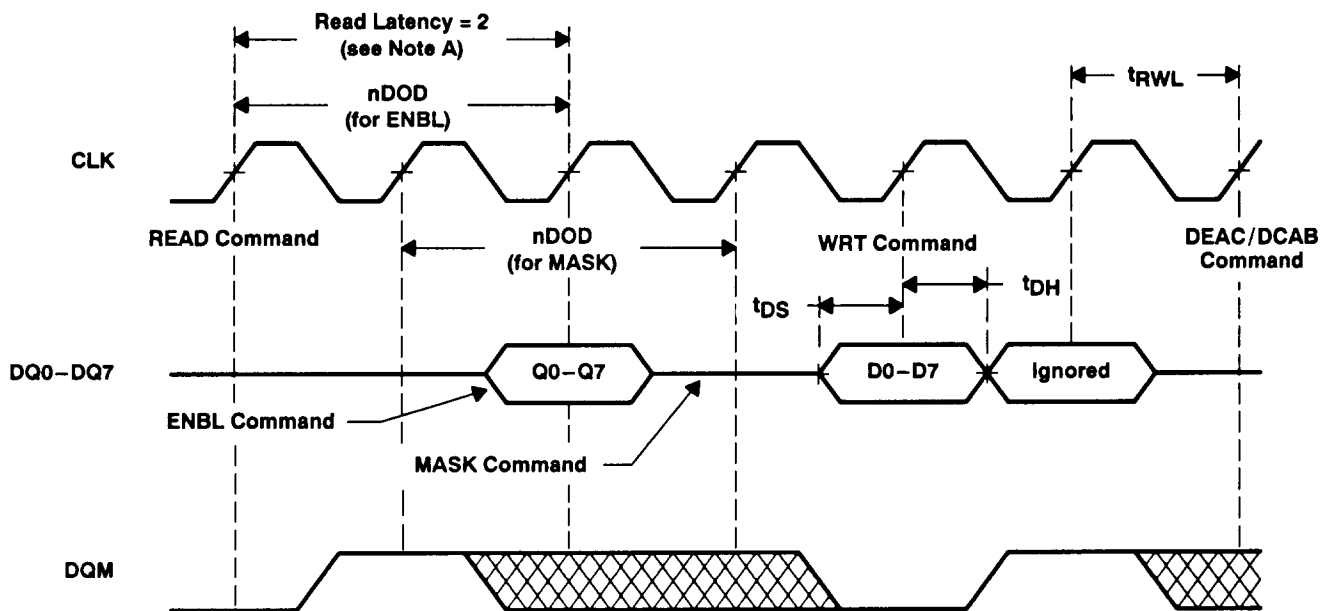 Read Latency = 2
(see Note A)
nDOD
(for ENBL)
tRWL
CLK
READ Command
nDOD
(for MASK)
WRT Command
DEAC/DCAB
Command
tDS
tDH
DQ0–DQ7
Q0–Q7
D0–D7
Ignored
ENBL Command
MASK Command
DQM